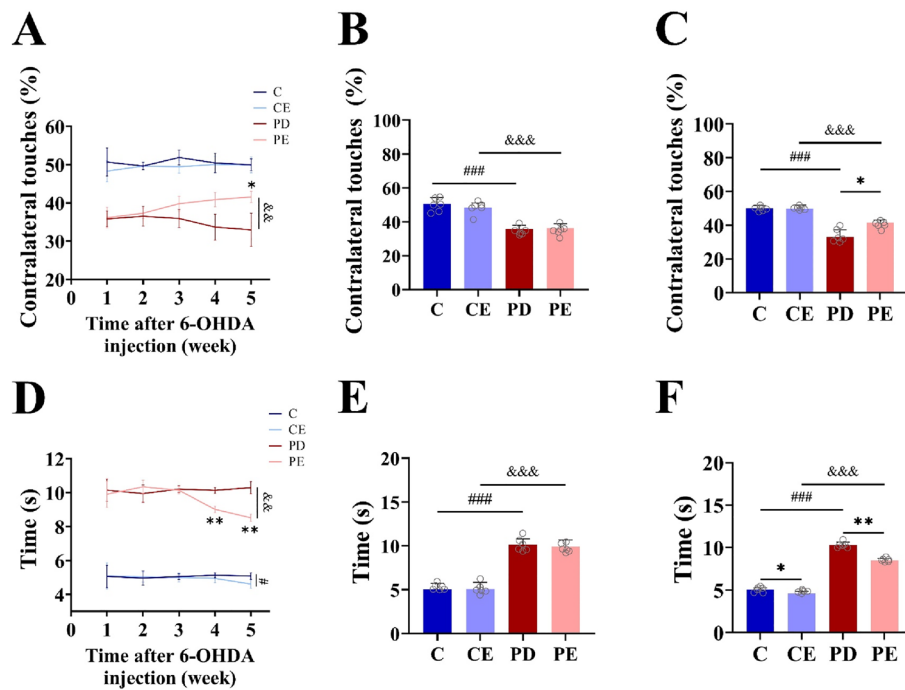 A
Contralateral touches (%)
C
CE
PD
PE
60
50
40
30
20
*
&&
0 1 2 3 4 5
Time after 6-OHDA
injection (week)
B
Contralateral touches (%)
100
80
60
40
20
0
&&&
###
C CE PD PE
C
Contralateral touches (%)
100
80
60
40
20
0
&&&
###
*
C CE PD PE
D
Time (s)
C
CE
PD
PE
12
10
8
6
4
&&
** **
#
0 1 2 3 4 5
Time after 6-OHDA
injection (week)
E
Time (s)
20
15
10
5
0
&&&
###
C CE PD PE
F
Time (s)
20
15
10
5
0
&&&
###
**
*
C CE PD PE